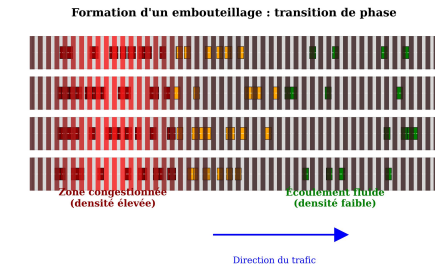 Formation d'un embouteillage : transition de phase
Zone congestionnée
(densité élevée)
Écoulement fluide
(densité faible)
Direction du trafic